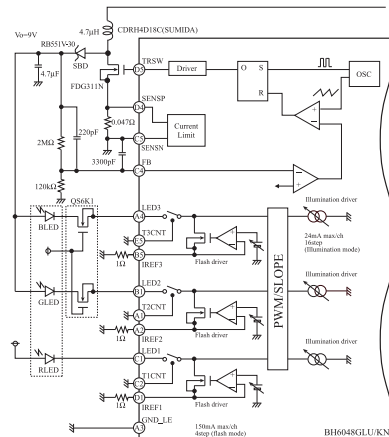 4.7μH
CDRH4D18C(SUMIDA)
Vo=9V
RB551V-30
SBD
4.7μF
FDG311N
D5
TRSW
Driver
O
S
R
OSC
D4
SENSP
0.047Ω
220pF
Current
Limit
C5
SENSN
2MΩ
3300pF
C4
FB
120kΩ
QS6K1
BLED
A4
LED3
Illumination driver
T3CNT
E5
B5
1Ω
IREF3
Flash driver
24mA max/ch
16step
(Illumination mode)
PWM/SLOPE
GLED
B1
LED2
Illumination driver
T2CNT
A1
A2
1Ω
IREF2
Flash driver
RLED
C1
LED1
Illumination driver
T1CNT
C2
D1
1Ω
IREF1
Flash driver
GND_LE
A3
150mA max/ch
4step (flash mode)
BH6048GLU/KN